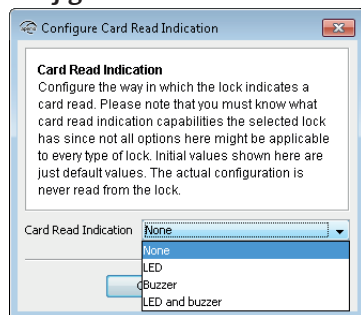 Configure Card Read Indication
Card Read Indication
Configure the way in which the lock indicates a
card read. Please note that you must know what
card read indication capabilities the selected lock
has since not all options here might be applicable
to every type of lock. Initial values shown here are
just default values. The actual configuration is
never read from the lock.
Card Read Indication None
None
LED
Buzzer
LED and buzzer